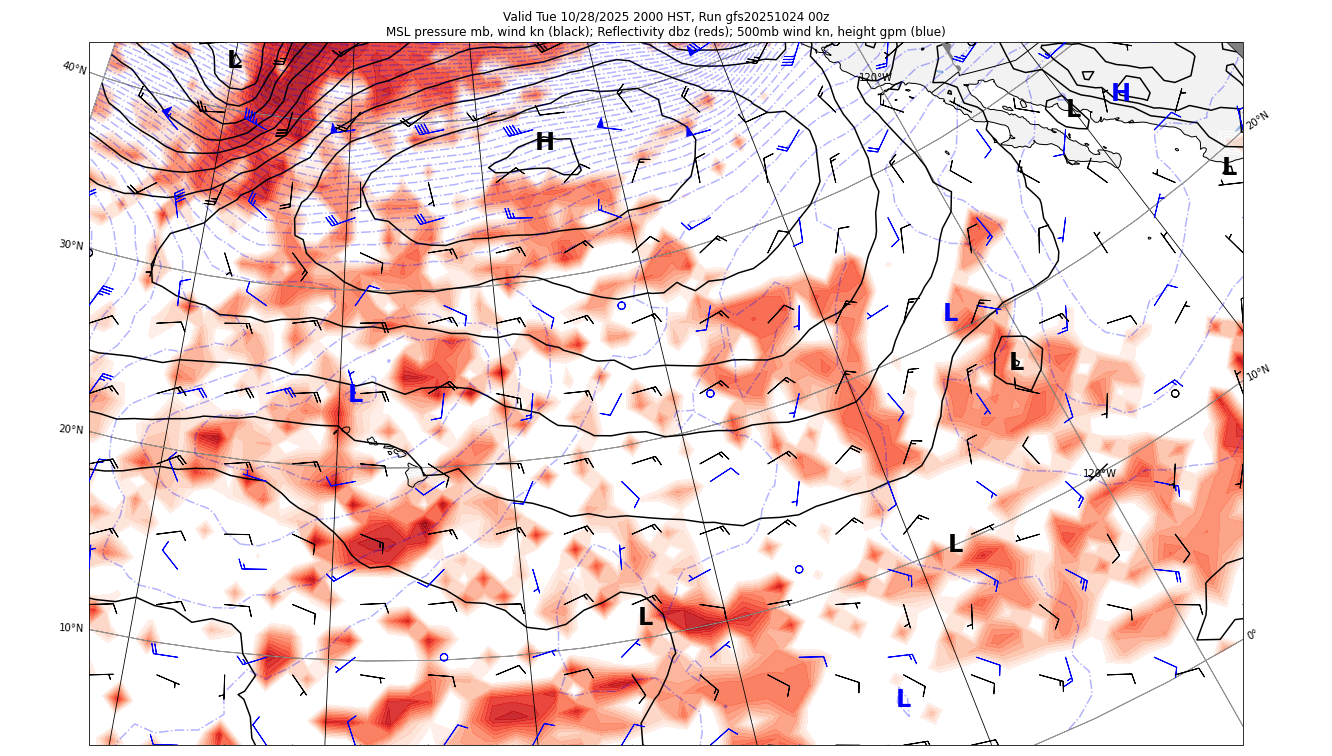 Valid Tue 10/28/2025 2000 HST, Run gfs20251024 00z
MSL pressure mb, wind kn (black); Reflectivity dbz (reds); 500mb wind kn, height gpm (blue)
L
40°N
120°W
H
L
20°N
H
L
30°N
L
L
10°N
L
20°N
120°W
L
L
10°N
0°
L